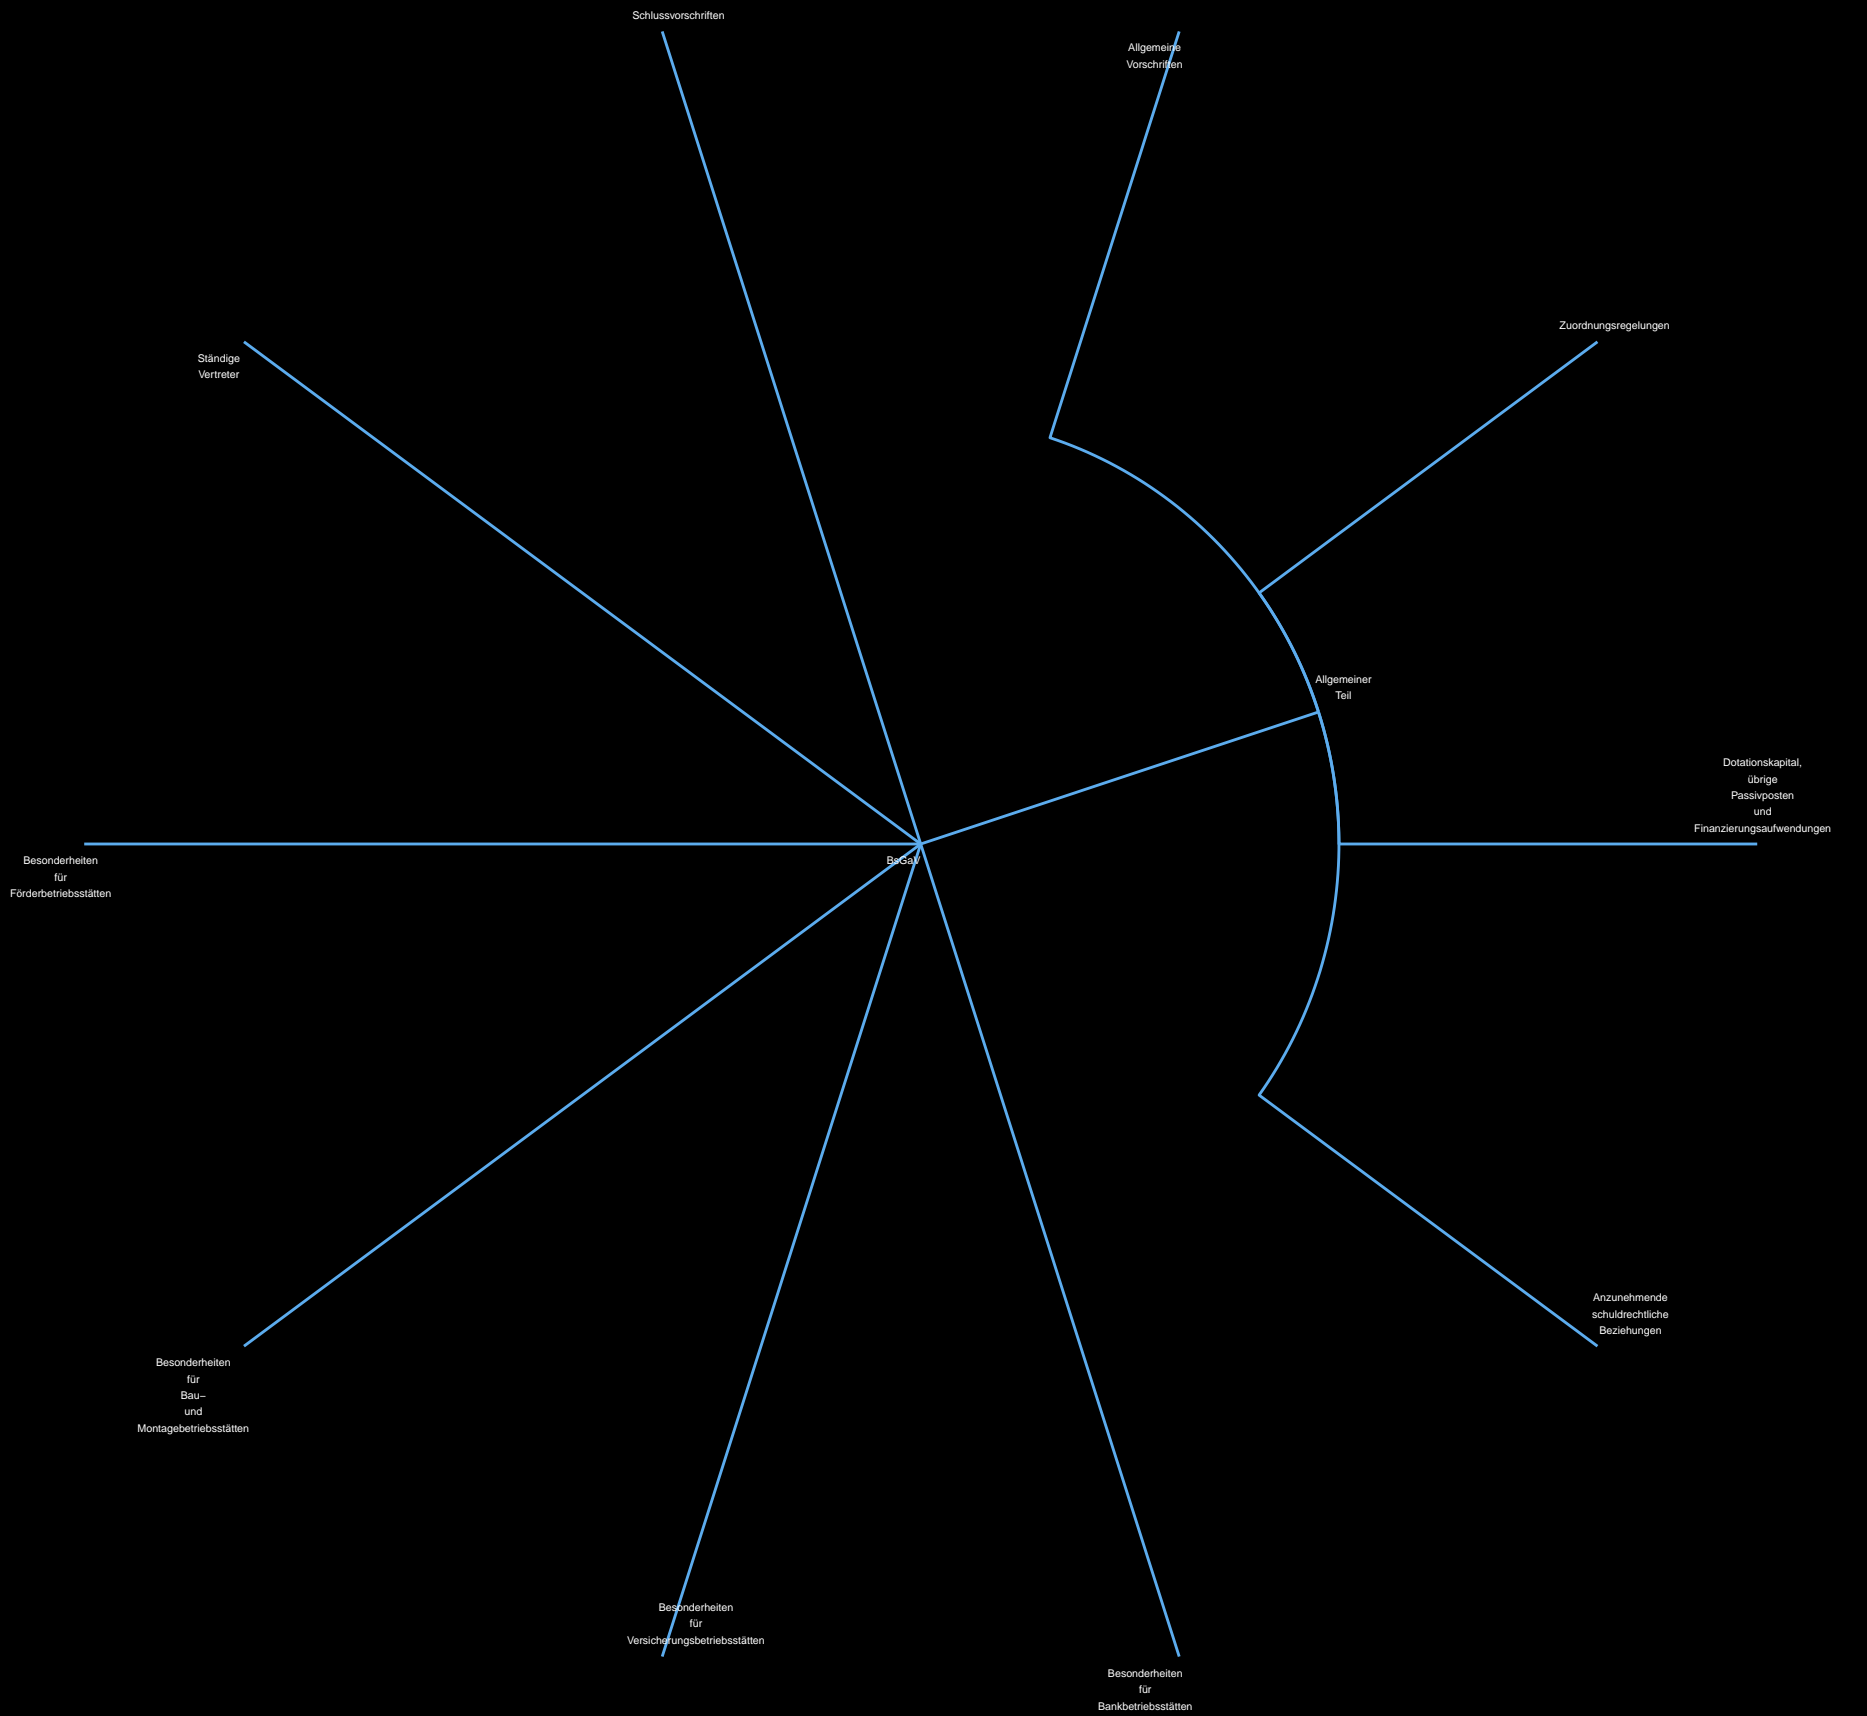 Schlussvorschriften
Allgemeine
Vorschriften
Zuordnungsregelungen
Ständige
Vertreter
Allgemeiner
Teil
Dotationskapital,
übrige
Passivposten
und
Finanzierungsaufwendungen
BsGaV
Besonderheiten
für
Förderbetriebsstätten
Anzunehmende
schuldrechtliche
Beziehungen
Besonderheiten
für
Bau–
und
Montagebetriebsstätten
Besonderheiten
für
Versicherungsbetriebsstätten
Besonderheiten
für
Bankbetriebsstätten